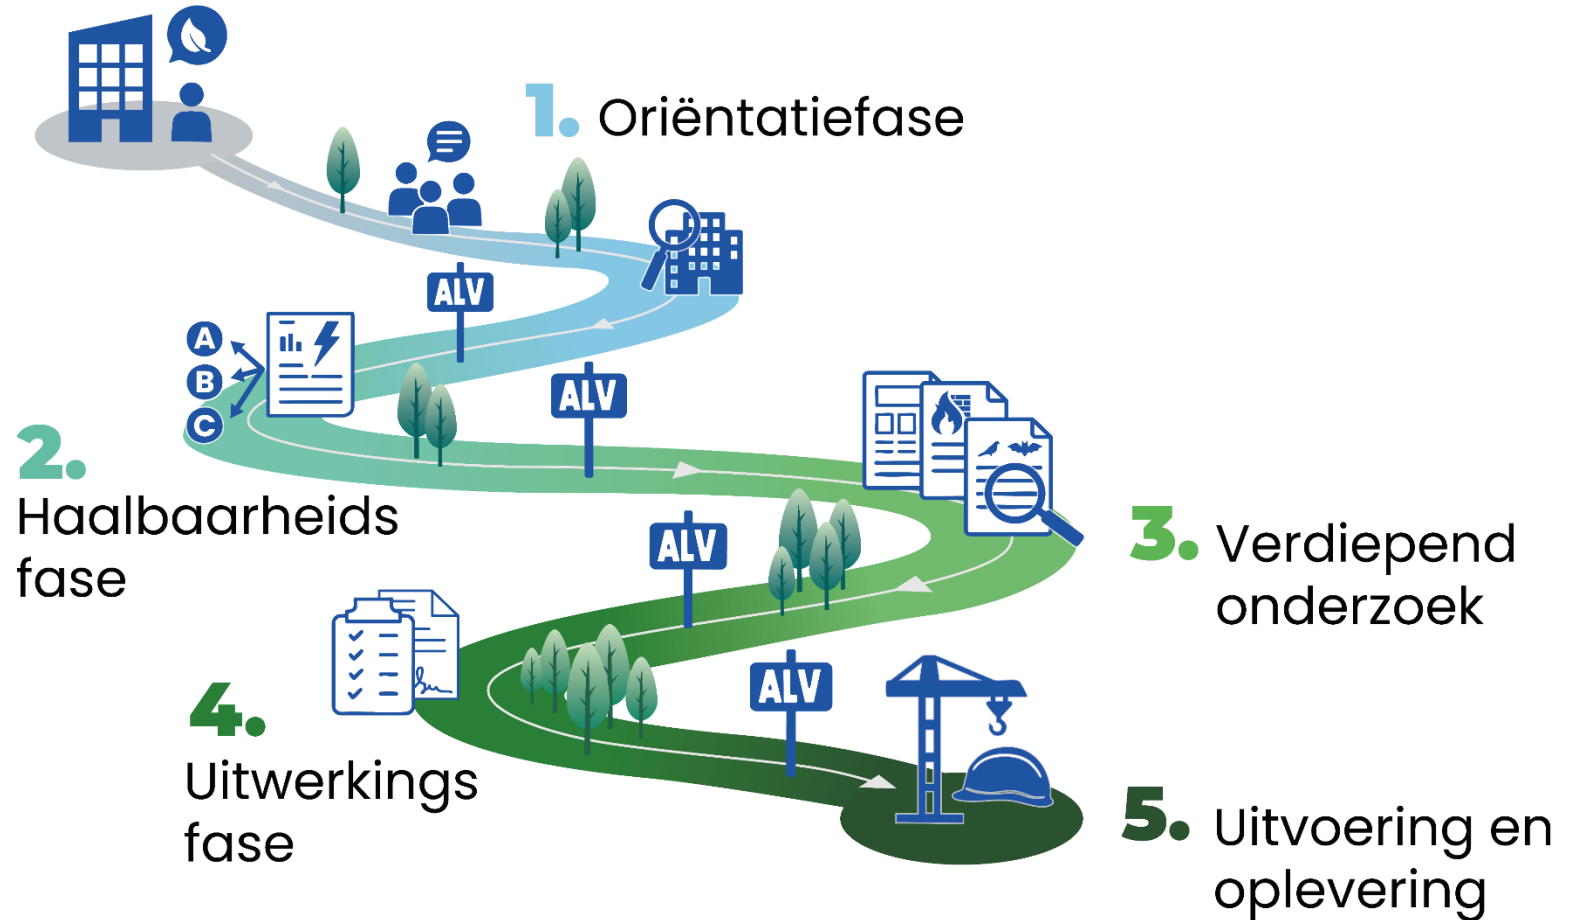 1. Oriëntatiefase
ALV
A
B
C
ALV
2.
Haalbaarheids
fase
3. Verdiepend
onderzoek
ALV
4.
Uitwerkings
fase
ALV
5. Uitvoering en
oplevering